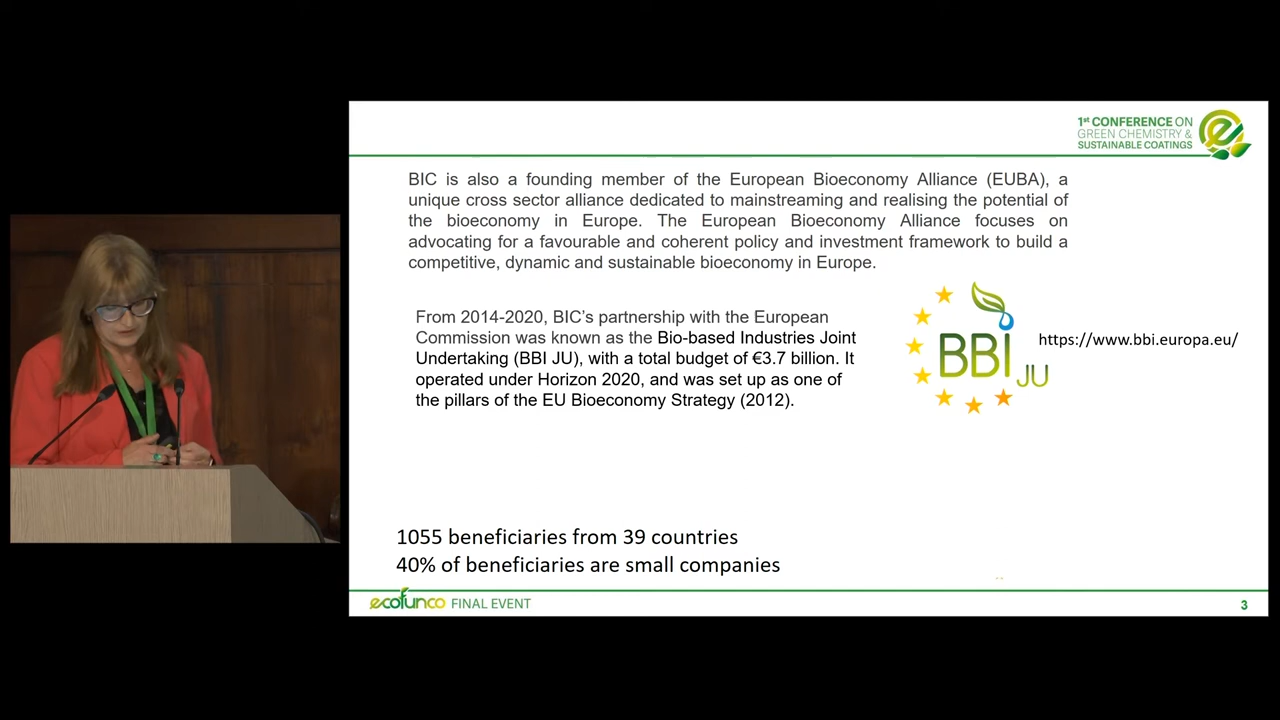 1st CONFERENCE ON
GREEN CHEMISTRY &
SUSTAINABLE COATINGS
BIC is also a founding member of the European Bioeconomy Alliance (EUBA), a
unique cross sector alliance dedicated to mainstreaming and realising the potential of
the bioeconomy in Europe. The European Bioeconomy Alliance focuses on
advocating for a favourable and coherent policy and investment framework to build a
competitive, dynamic and sustainable bioeconomy in Europe.
From 2014-2020, BIC's partnership with the European
Commission was known as the Bio-based Industries Joint
Undertaking (BBI JU), with a total budget of €3.7 billion. It
operated under Horizon 2020, and was set up as one of
the pillars of the EU Bioeconomy Strategy (2012).
BBI JU
https://www.bbi.europa.eu/
1055 beneficiaries from 39 countries
40% of beneficiaries are small companies
ecofunco FINAL EVENT
3